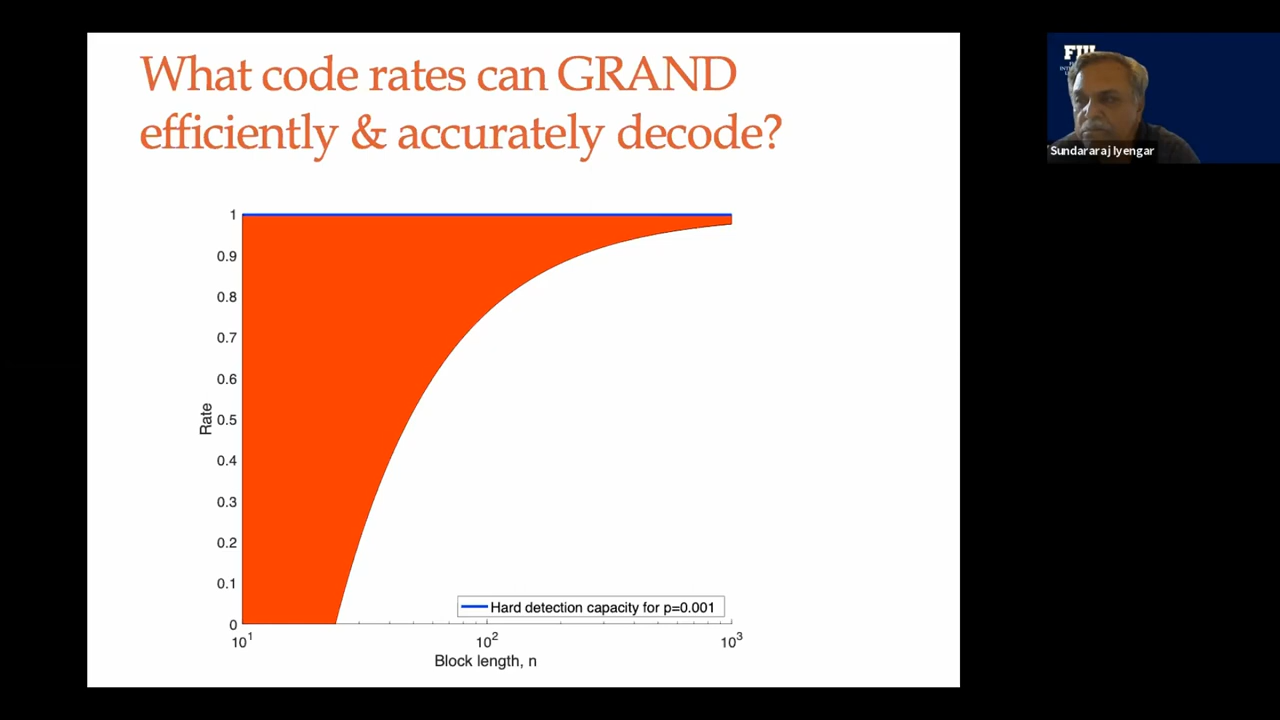 What code rates can GRAND
efficiently & accurately decode?
FIU
Sundararaj Iyengar
1
0.9
0.8
0.7
0.6
0.5
0.4
0.3
0.2
0.1
0
Rate
Hard detection capacity for p=0.001
10¹
10²
10³
Block length, n